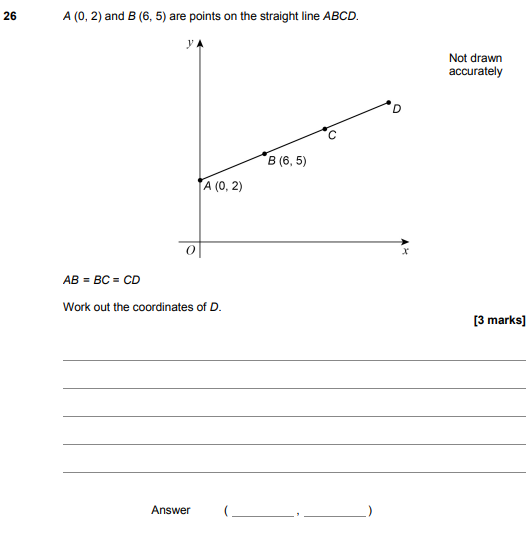 26 A (0, 2) and B (6, 5) are points on the straight line ABCD.
y
Not drawn
accurately
D
C
B (6, 5)
A (0, 2)
O
x
AB = BC = CD
Work out the coordinates of D.
[3 marks]
Answer ( ________ , ________ )